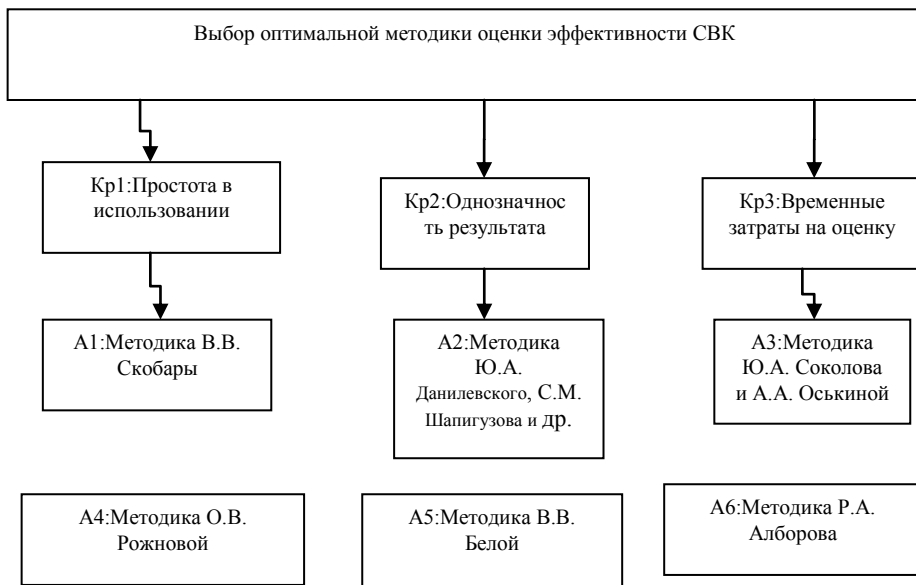 Выбор оптимальной методики оценки эффективности СВК
Кр1:Простота в
использовании
Кр2:Однозначнос
ть результата
Кр3:Временные
затраты на оценку
А1:Методика В.В.
Скобары
А2:Методика
Ю.А.
Данилевского, С.М.
Шапигузова и др.
А3:Методика
Ю.А. Соколова
и А.А. Оськиной
А4:Методика О.В.
Рожновой
А5:Методика В.В.
Белой
А6:Методика Р.А.
Алборова